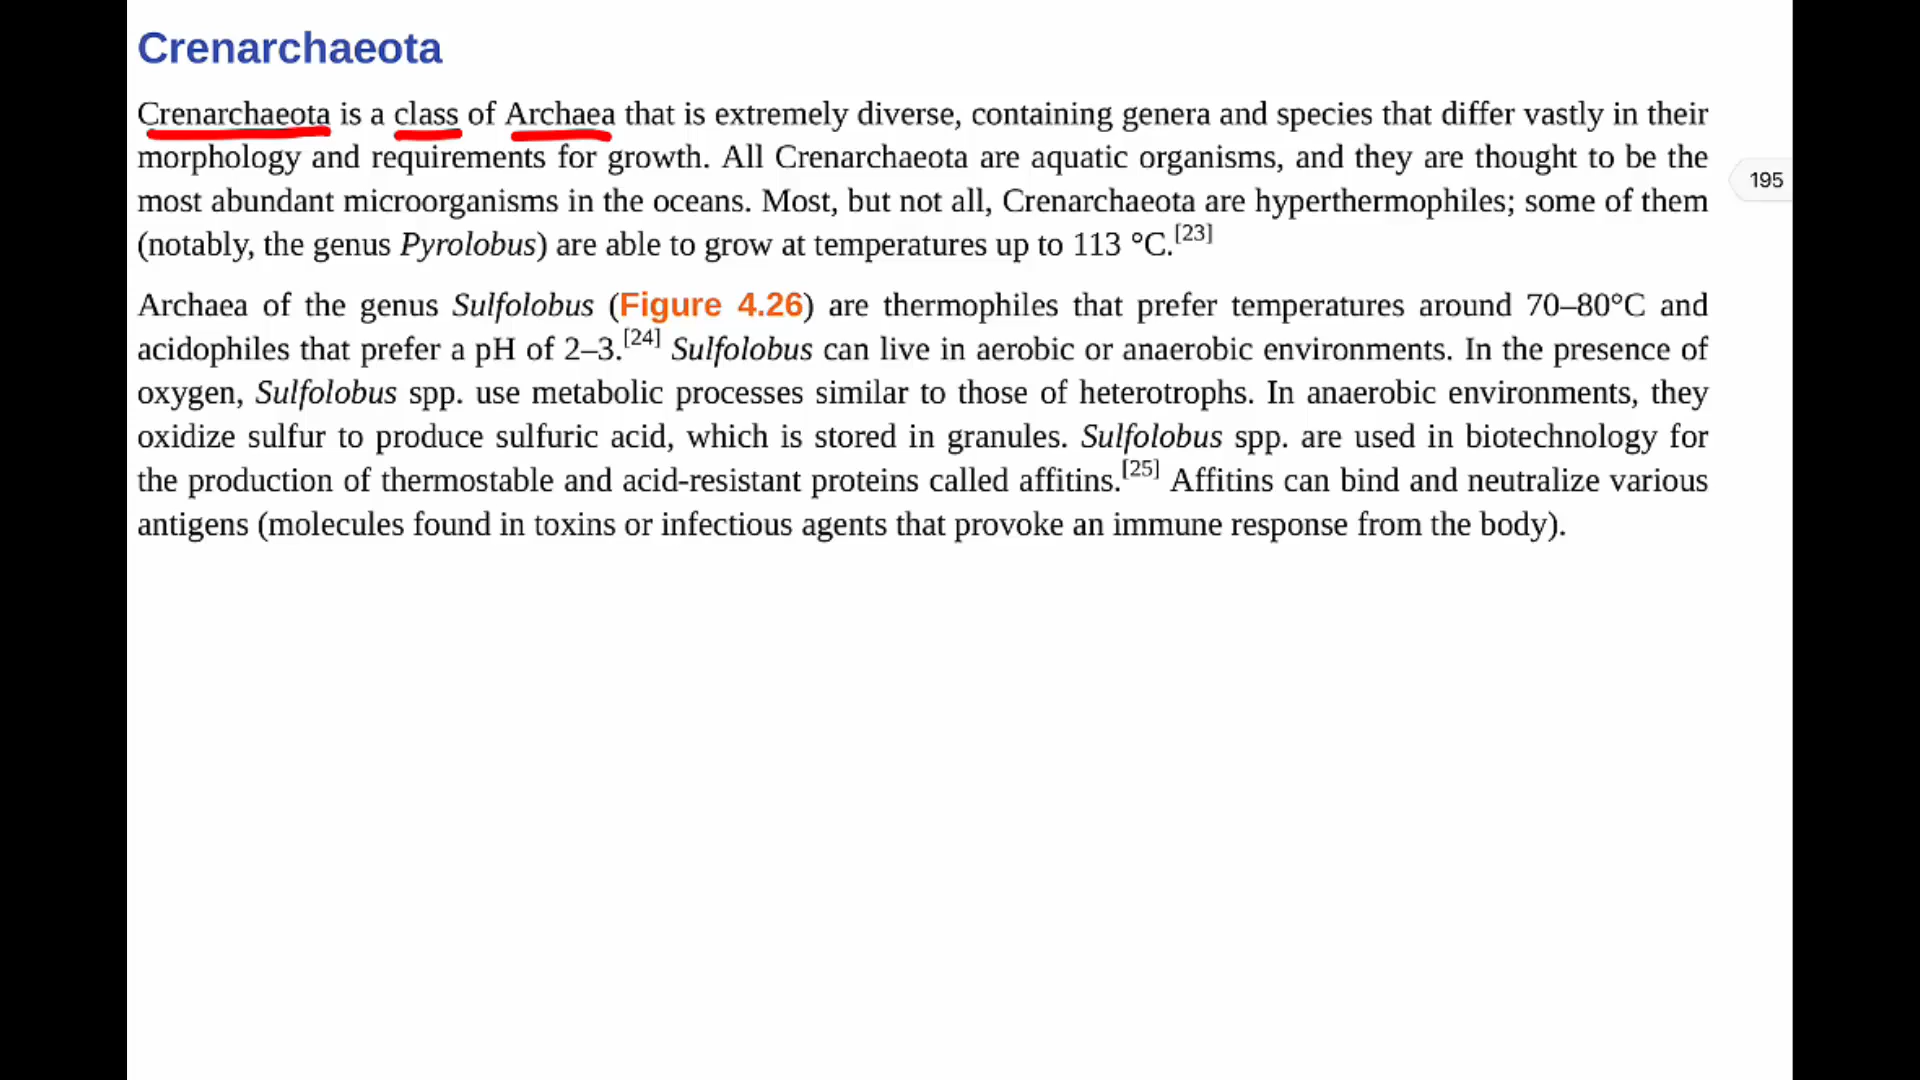 Crenarchaeota
Crenarchaeota is a class of Archaea that is extremely diverse, containing genera and species that differ vastly in their
morphology and requirements for growth. All Crenarchaeota are aquatic organisms, and they are thought to be the
most abundant microorganisms in the oceans. Most, but not all, Crenarchaeota are hyperthermophiles; some of them
(notably, the genus Pyrolobus) are able to grow at temperatures up to 113 °C.[23]
195
Archaea of the genus Sulfolobus (Figure 4.26) are thermophiles that prefer temperatures around 70–80°C and
acidophiles that prefer a pH of 2–3.[24] Sulfolobus can live in aerobic or anaerobic environments. In the presence of
oxygen, Sulfolobus spp. use metabolic processes similar to those of heterotrophs. In anaerobic environments, they
oxidize sulfur to produce sulfuric acid, which is stored in granules. Sulfolobus spp. are used in biotechnology for
the production of thermostable and acid-resistant proteins called affitins.[25] Affitins can bind and neutralize various
antigens (molecules found in toxins or infectious agents that provoke an immune response from the body).